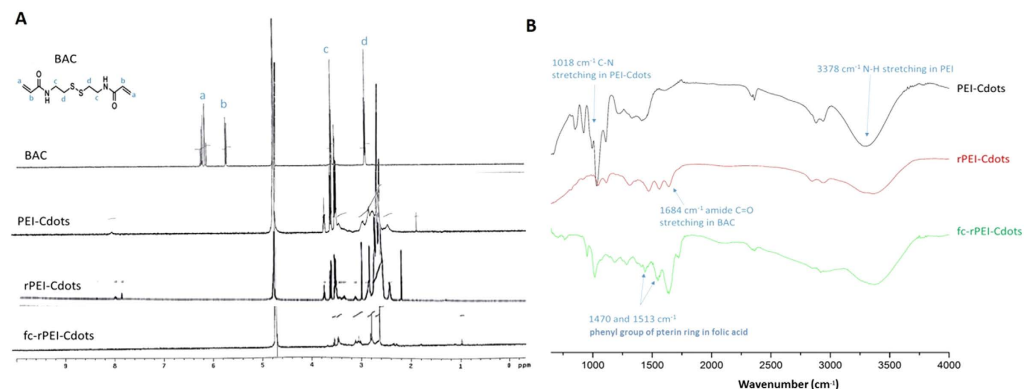 A
BAC
a
b
O
N
H
c
d
S
S
d
c
H
N
O
b
a
a
b
c
d
BAC
PEI-Cdots
rPEI-Cdots
fc-rPEI-Cdots
9 8 7 6 5 4 3 2 1 0 ppm
B
1018 cm-1 C-N
stretching in PEI-Cdots
3378 cm-1 N-H stretching in PEI
PEI-Cdots
rPEI-Cdots
1684 cm-1 amide C=O
stretching in BAC
fc-rPEI-Cdots
1470 and 1513 cm-1
phenyl group of pterin ring in folic acid
1000 1500 2000 2500 3000 3500 4000
Wavenumber (cm-1)